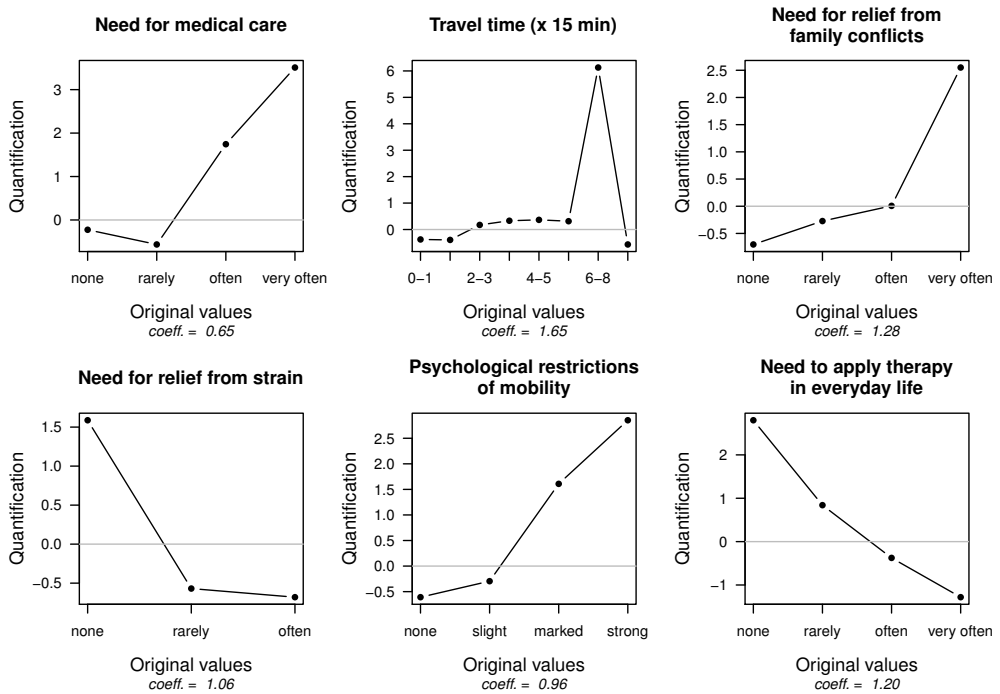 Need for medical care
Quantification
3
2
1
0
none rarely often very often
Original values
coeff. = 0.65
Travel time (x 15 min)
Quantification
6
5
4
3
2
1
0
0−1 2−3 4−5 6−8
Original values
coeff. = 1.65
Need for relief from
family conflicts
Quantification
2.5
2.0
1.5
1.0
0.5
0.0
−0.5
none rarely often very often
Original values
coeff. = 1.28
Need for relief from strain
Quantification
1.5
1.0
0.5
0.0
−0.5
none rarely often
Original values
coeff. = 1.06
Psychological restrictions
of mobility
Quantification
2.5
2.0
1.5
1.0
0.5
0.0
−0.5
none slight marked strong
Original values
coeff. = 0.96
Need to apply therapy
in everyday life
Quantification
2
1
0
−1
none rarely often very often
Original values
coeff. = 1.20